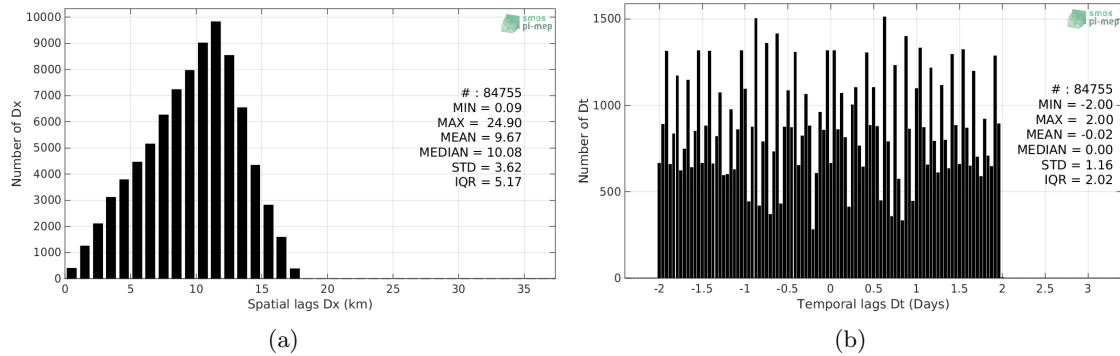 10000
9000
8000
7000
6000
5000
4000
3000
2000
1000
0
Number of Dx
0 5 10 15 20 25 30 35
Spatial lags Dx (km)
smos
pi-mep
# : 84755
MIN = 0.09
MAX = 24.90
MEAN = 9.67
MEDIAN = 10.08
STD = 3.62
IQR = 5.17
(a)
1500
1000
500
0
Number of Dt
-2 -1.5 -1 -0.5 0 0.5 1 1.5 2 2.5 3
Temporal lags Dt (Days)
smos
pi-mep
# : 84755
MIN = -2.00
MAX = 2.00
MEAN = -0.02
MEDIAN = 0.00
STD = 1.16
IQR = 2.02
(b)